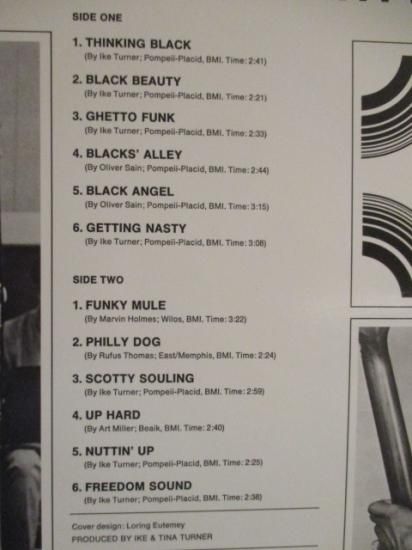 SIDE ONE
1. THINKING BLACK
(By Ike Turner; Pompeii-Placid, BMI. Time: 2:41)
2. BLACK BEAUTY
(By Ike Turner; Pompeii-Placid, BMI. Time: 2:21)
3. GHETTO FUNK
(By Ike Turner; Pompeii-Placid, BMI. Time: 2:33)
4. BLACKS' ALLEY
(By Oliver Sain; Pompeii-Placid, BMI. Time: 2:44)
5. BLACK ANGEL
(By Oliver Sain; Pompeii-Placid, BMI. Time: 3:15)
6. GETTING NASTY
(By Ike Turner; Pompeii-Placid, BMI. Time: 3:08)
SIDE TWO
1. FUNKY MULE
(By Marvin Holmes; Wilos, BMI. Time: 3:22)
2. PHILLY DOG
(By Rufus Thomas; East/Memphis, BMI. Time: 2:24)
3. SCOTTY SOULING
(By Ike Turner; Pompeii-Placid, BMI. Time: 2:59)
4. UP HARD
(By Art Miller; Beaik, BMI. Time: 2:40)
5. NUTTIN' UP
(By Ike Turner; Pompeii-Placid, BMI. Time: 2:25)
6. FREEDOM SOUND
(By Ike Turner; Pompeii-Placid, BMI. Time: 2:38)
Cover design: Loring Eutemey
PRODUCED BY IKE & TINA TURNER